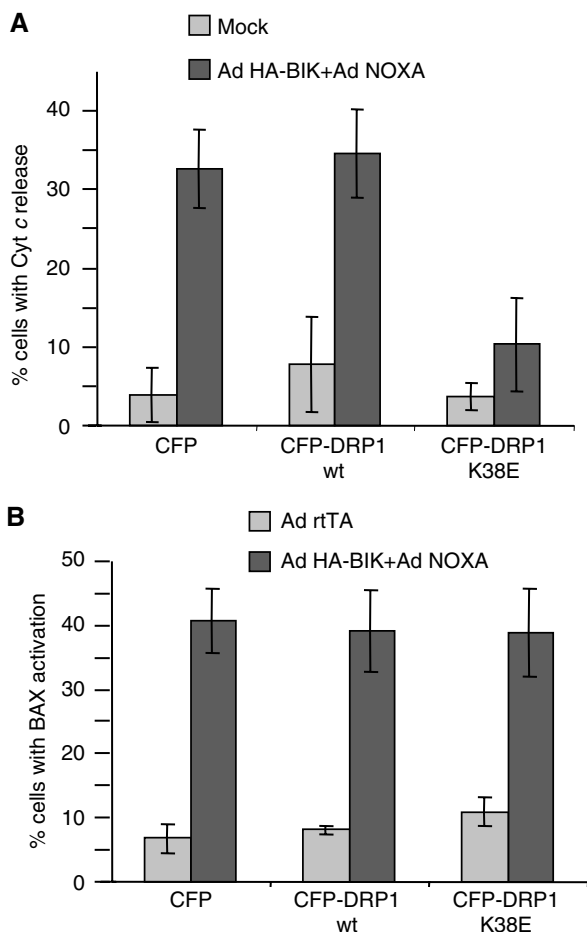 A
Mock
Ad HA-BIK+Ad NOXA
% cells with Cyt c release
40
30
20
10
0
CFP
CFP-DRP1
wt
CFP-DRP1
K38E
B
Ad rtTA
Ad HA-BIK+Ad NOXA
% cells with BAX activation
50
40
30
20
10
0
CFP
CFP-DRP1
wt
CFP-DRP1
K38E